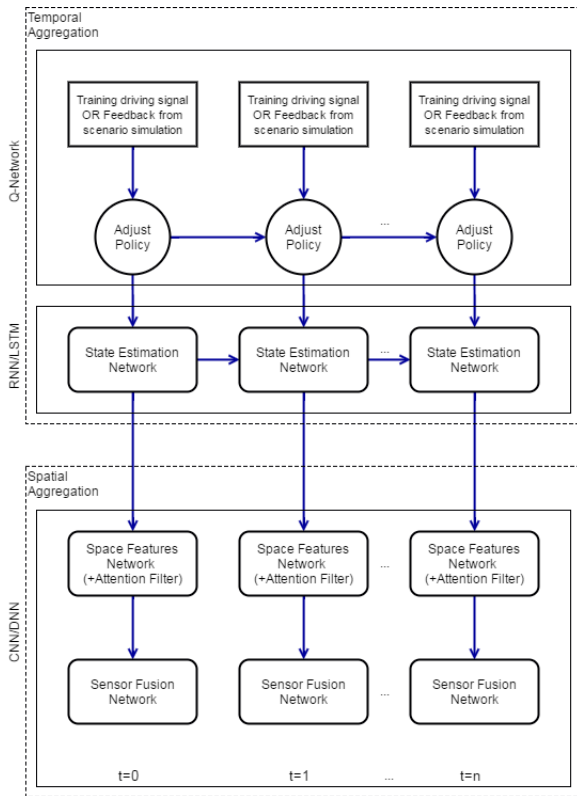 Temporal
Aggregation
Q-Network
Training driving signal
OR Feedback from
scenario simulation
Training driving signal
OR Feedback from
scenario simulation
Training driving signal
OR Feedback from
scenario simulation
Adjust
Policy
Adjust
Policy
...
Adjust
Policy
RNN/LSTM
State Estimation
Network
State Estimation
Network
...
State Estimation
Network
Spatial
Aggregation
CNN/DNN
Space Features
Network
(+Attention Filter)
Space Features
Network
(+Attention Filter)
...
Space Features
Network
(+Attention Filter)
Sensor Fusion
Network
Sensor Fusion
Network
...
Sensor Fusion
Network
t=0
t=1
...
t=n